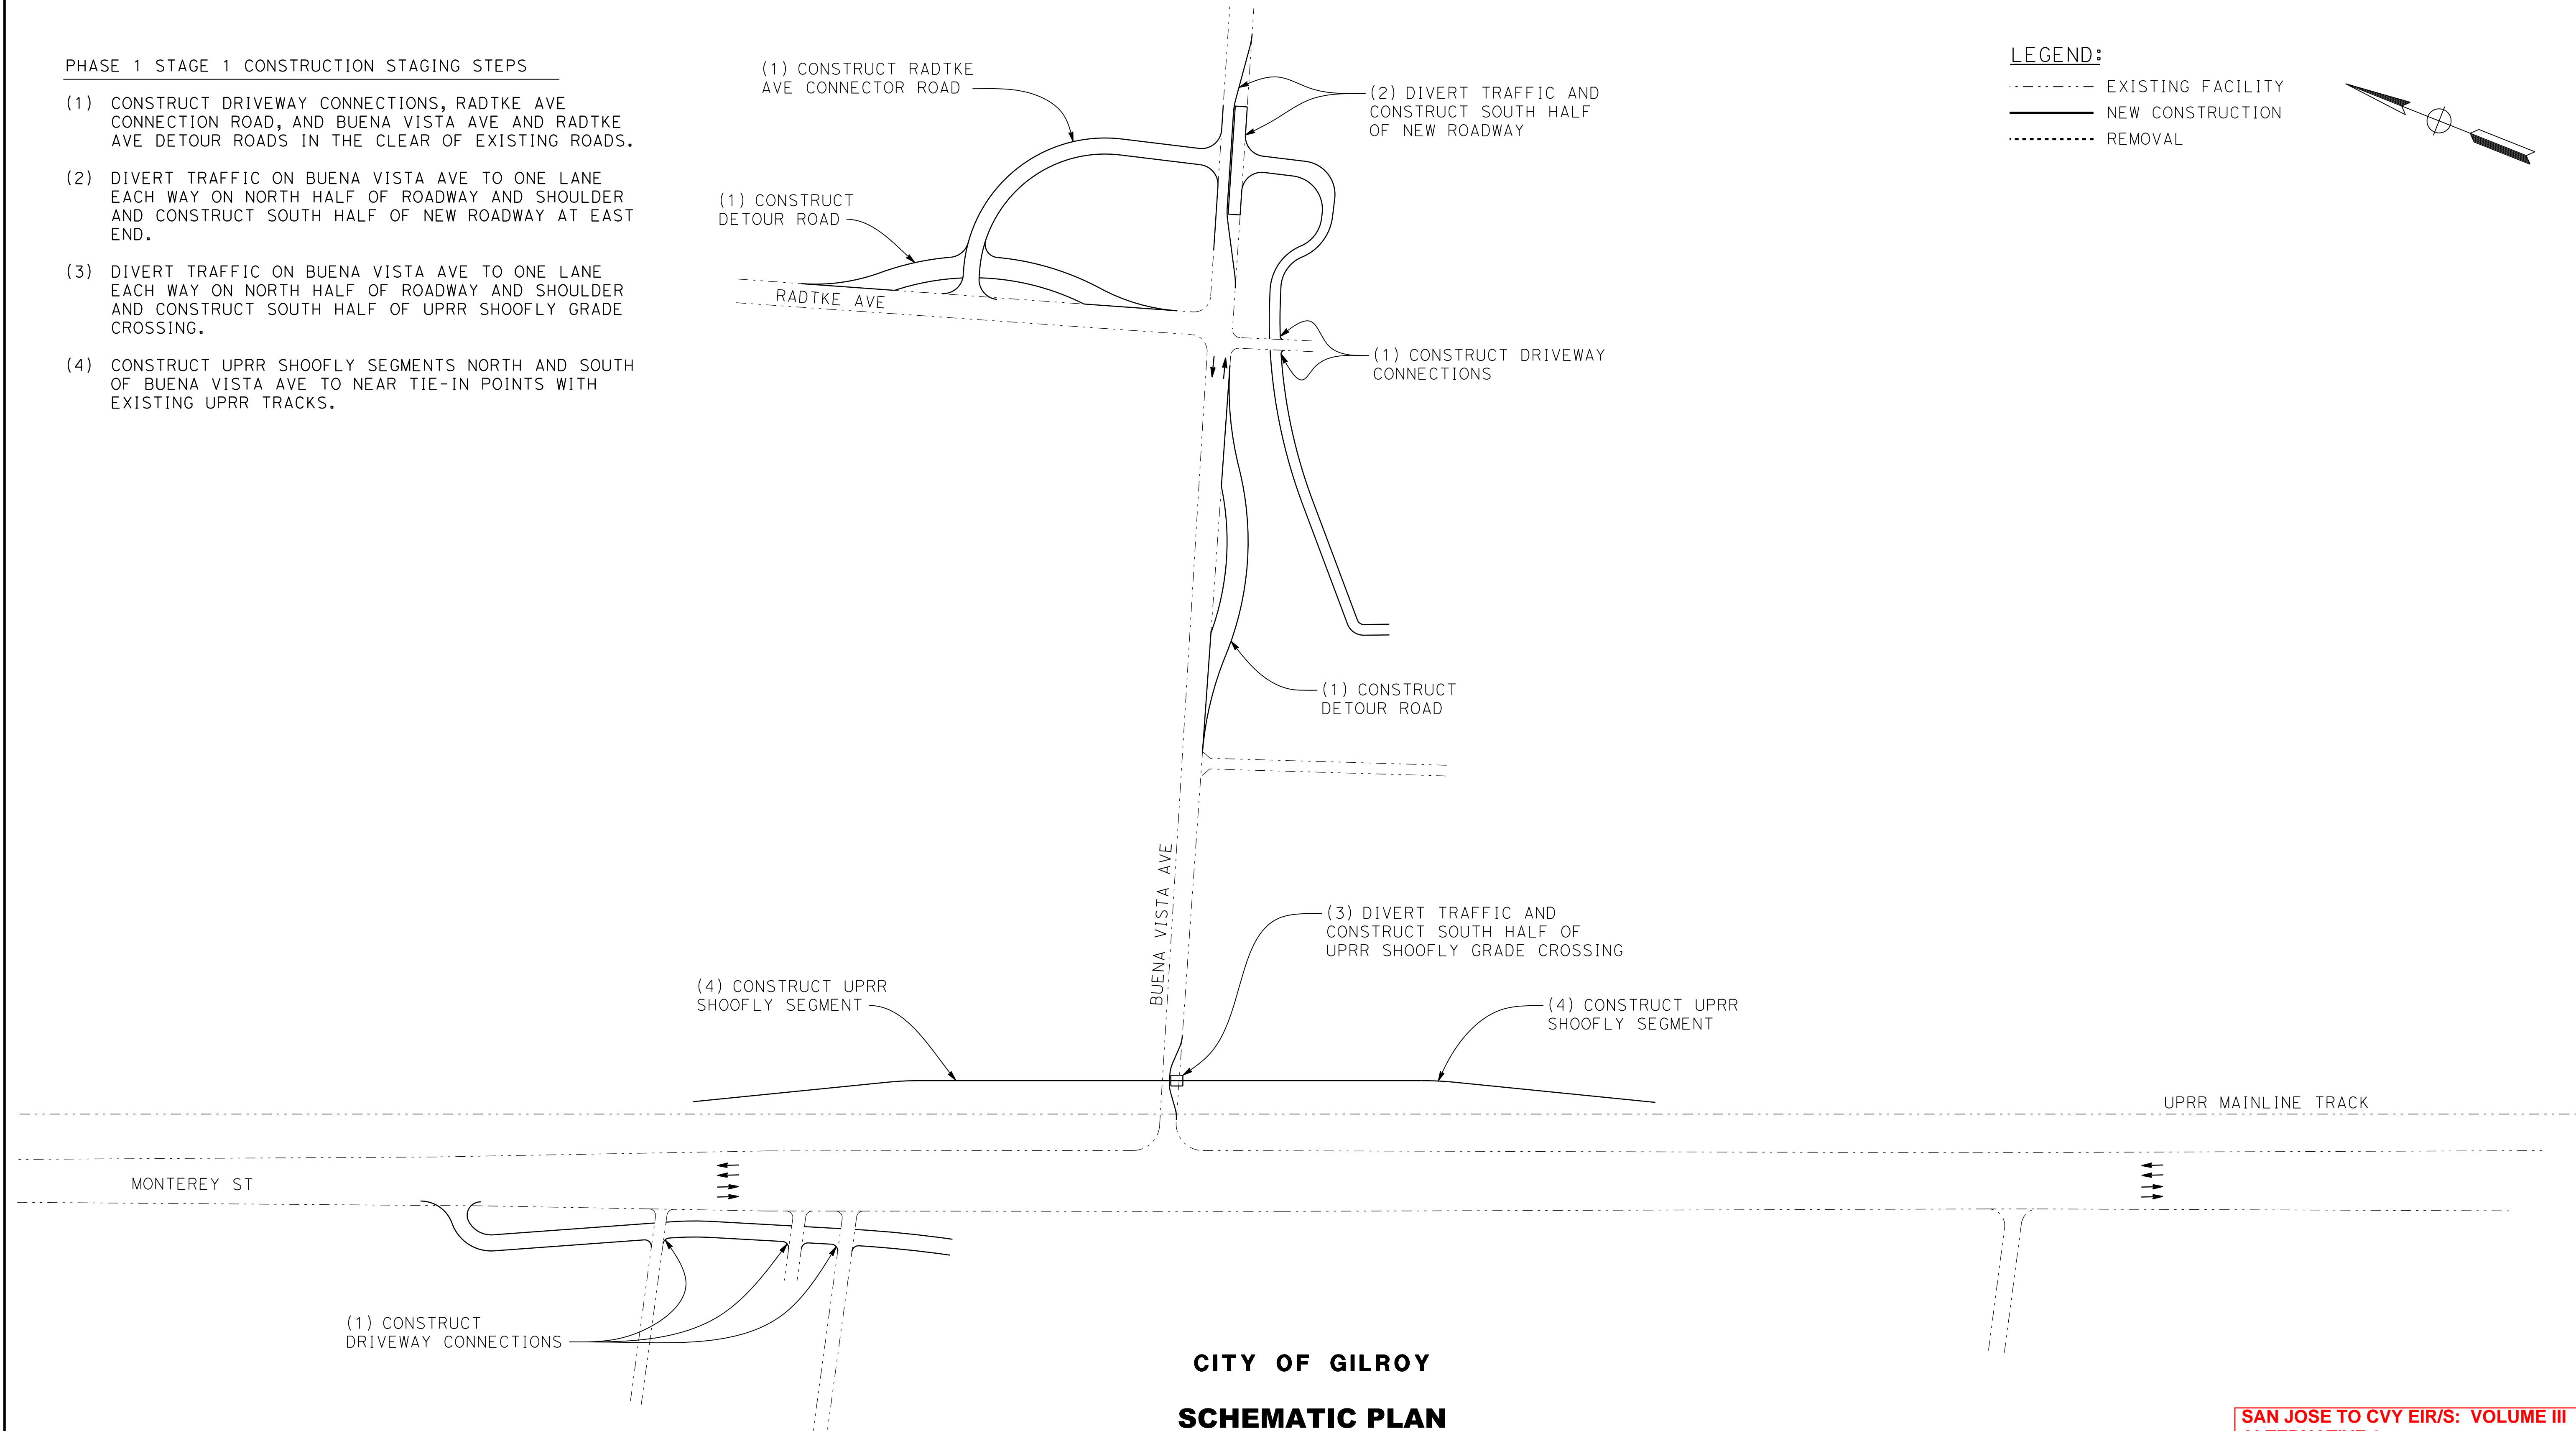 PHASE 1 STAGE 1 CONSTRUCTION STAGING STEPS
(1) CONSTRUCT DRIVEWAY CONNECTIONS, RADTKE AVE
CONNECTION ROAD, AND BUENA VISTA AVE AND RADTKE
AVE DETOUR ROADS IN THE CLEAR OF EXISTING ROADS.
(2) DIVERT TRAFFIC ON BUENA VISTA AVE TO ONE LANE
EACH WAY ON NORTH HALF OF ROADWAY AND SHOULDER
AND CONSTRUCT SOUTH HALF OF NEW ROADWAY AT EAST
END.
(3) DIVERT TRAFFIC ON BUENA VISTA AVE TO ONE LANE
EACH WAY ON NORTH HALF OF ROADWAY AND SHOULDER
AND CONSTRUCT SOUTH HALF OF UPRR SHOOFLY GRADE
CROSSING.
(4) CONSTRUCT UPRR SHOOFLY SEGMENTS NORTH AND SOUTH
OF BUENA VISTA AVE TO NEAR TIE-IN POINTS WITH
EXISTING UPRR TRACKS.
(1) CONSTRUCT RADTKE
AVE CONNECTOR ROAD
(2) DIVERT TRAFFIC AND
CONSTRUCT SOUTH HALF
OF NEW ROADWAY
LEGEND:
EXISTING FACILITY
NEW CONSTRUCTION
REMOVAL
(1) CONSTRUCT
DETOUR ROAD
RADTKE AVE
(1) CONSTRUCT DRIVEWAY
CONNECTIONS
(1) CONSTRUCT
DETOUR ROAD
BUENA VISTA AVE
(3) DIVERT TRAFFIC AND
CONSTRUCT SOUTH HALF OF
UPRR SHOOFLY GRADE CROSSING
(4) CONSTRUCT UPRR
SHOOFLY SEGMENT
(4) CONSTRUCT UPRR
SHOOFLY SEGMENT
UPRR MAINLINE TRACK
MONTEREY ST
(1) CONSTRUCT
DRIVEWAY CONNECTIONS
CITY OF GILROY
SCHEMATIC PLAN
SAN JOSE TO CVY EIR/S: VOLUME III